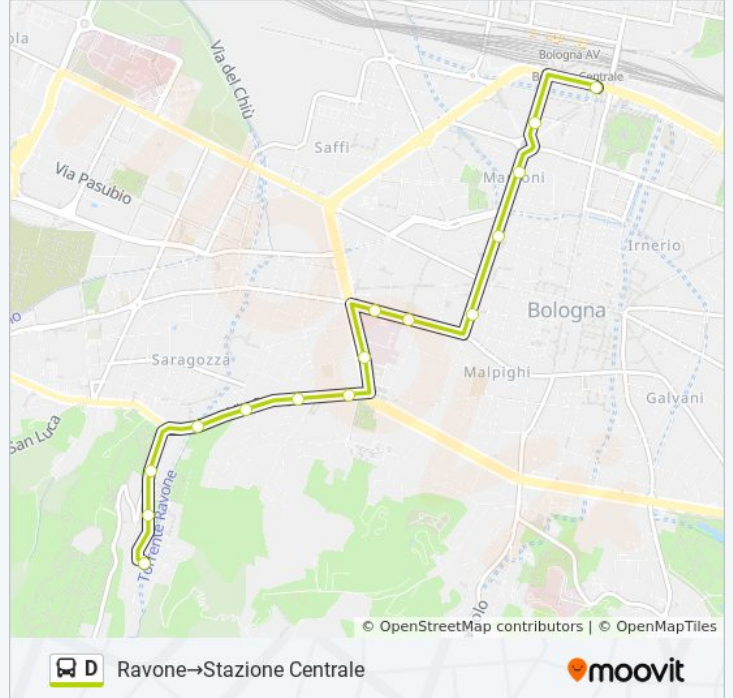 ola
Via del Chiù
Bologna AV
Bologna Centrale
Saffi
Via Pasubio
Marconi
Irnerio
Bologna
Saragozza
Malpighi
Galvani
San Luca
Torrente Ravone
olo
© OpenStreetMap contributors | © OpenMapTiles
D Ravone→Stazione Centrale
moovit